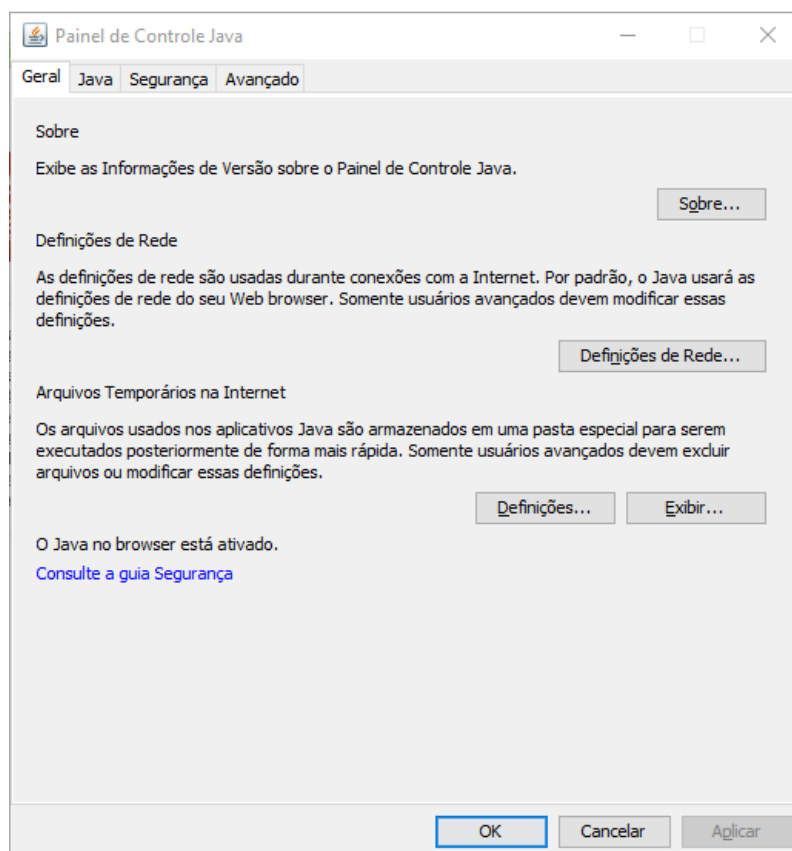 Painel de Controle Java
Geral Java Segurança Avançado
Sobre
Exibe as Informações de Versão sobre o Painel de Controle Java.
Sobre...
Definições de Rede
As definições de rede são usadas durante conexões com a Internet. Por padrão, o Java usará as
definições de rede do seu Web browser. Somente usuários avançados devem modificar essas
definições.
Definições de Rede...
Arquivos Temporários na Internet
Os arquivos usados nos aplicativos Java são armazenados em uma pasta especial para serem
executados posteriormente de forma mais rápida. Somente usuários avançados devem excluir
arquivos ou modificar essas definições.
Definições... Exibir...
O Java no browser está ativado.
Consulte a guia Segurança
OK Cancelar Aplicar